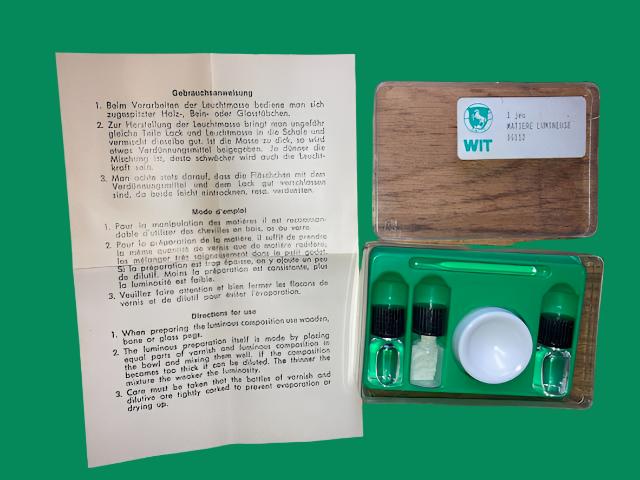 Gebrauchsanweisung
1. Beim Verarbeiten der Leuchtmasse bediene man sich
zugespitzter Holz-, Bein- oder Glasstäbchen.
2. Zur Herstellung der Leuchtmasse bringt man ungefähr
gleiche Teile Lack und Leuchtmasse in die Schale und
vermischt dieselbe gut. Ist die Masse zu dick, so wird
etwas Verdünnungsmittel beigegeben. Je dünner die
Mischung ist, desto schwächer wird auch die Leucht-
kraft sein.
3. Man achte stets darauf, dass die Fläschchen mit dem
Verdünnungsmittel und dem Lack gut verschlossen
sind, da beide leicht eintrocknen, resp. verdunsten.
Mode d'emploi
1. Pour la manipulation des matières il est recomman-
dable d'utiliser des chevilles en bois, os ou verre.
2. Pour la préparation de la matière, il suffit de prendre
la même quantité de vernis que de matière radifère;
les mélanger très soigneusement dans le petit godet.
Si la préparation est trop épaisse, on y ajoute un peu
de dilutif. Moins la préparation est consistante, plus
la luminosité est faible.
3. Veuillez faire attention et bien fermer les flacons de
vernis et de dilutif pour éviter l'évaporation.
Directions for use
1. When preparing the luminous composition use wooden,
bone or glass pegs.
2. The luminous preparation itself is made by placing
equal parts of varnish and luminous composition in
the bowl and mixing them well. If the composition
becomes too thick it can be diluted. The thinner the
mixture the weaker the luminosity.
3. Care must be taken that the bottles of varnish and
dilutive are tightly corked to prevent evaporation or
drying up.
WIT
1 jeu
MATIERE LUMINEUSE